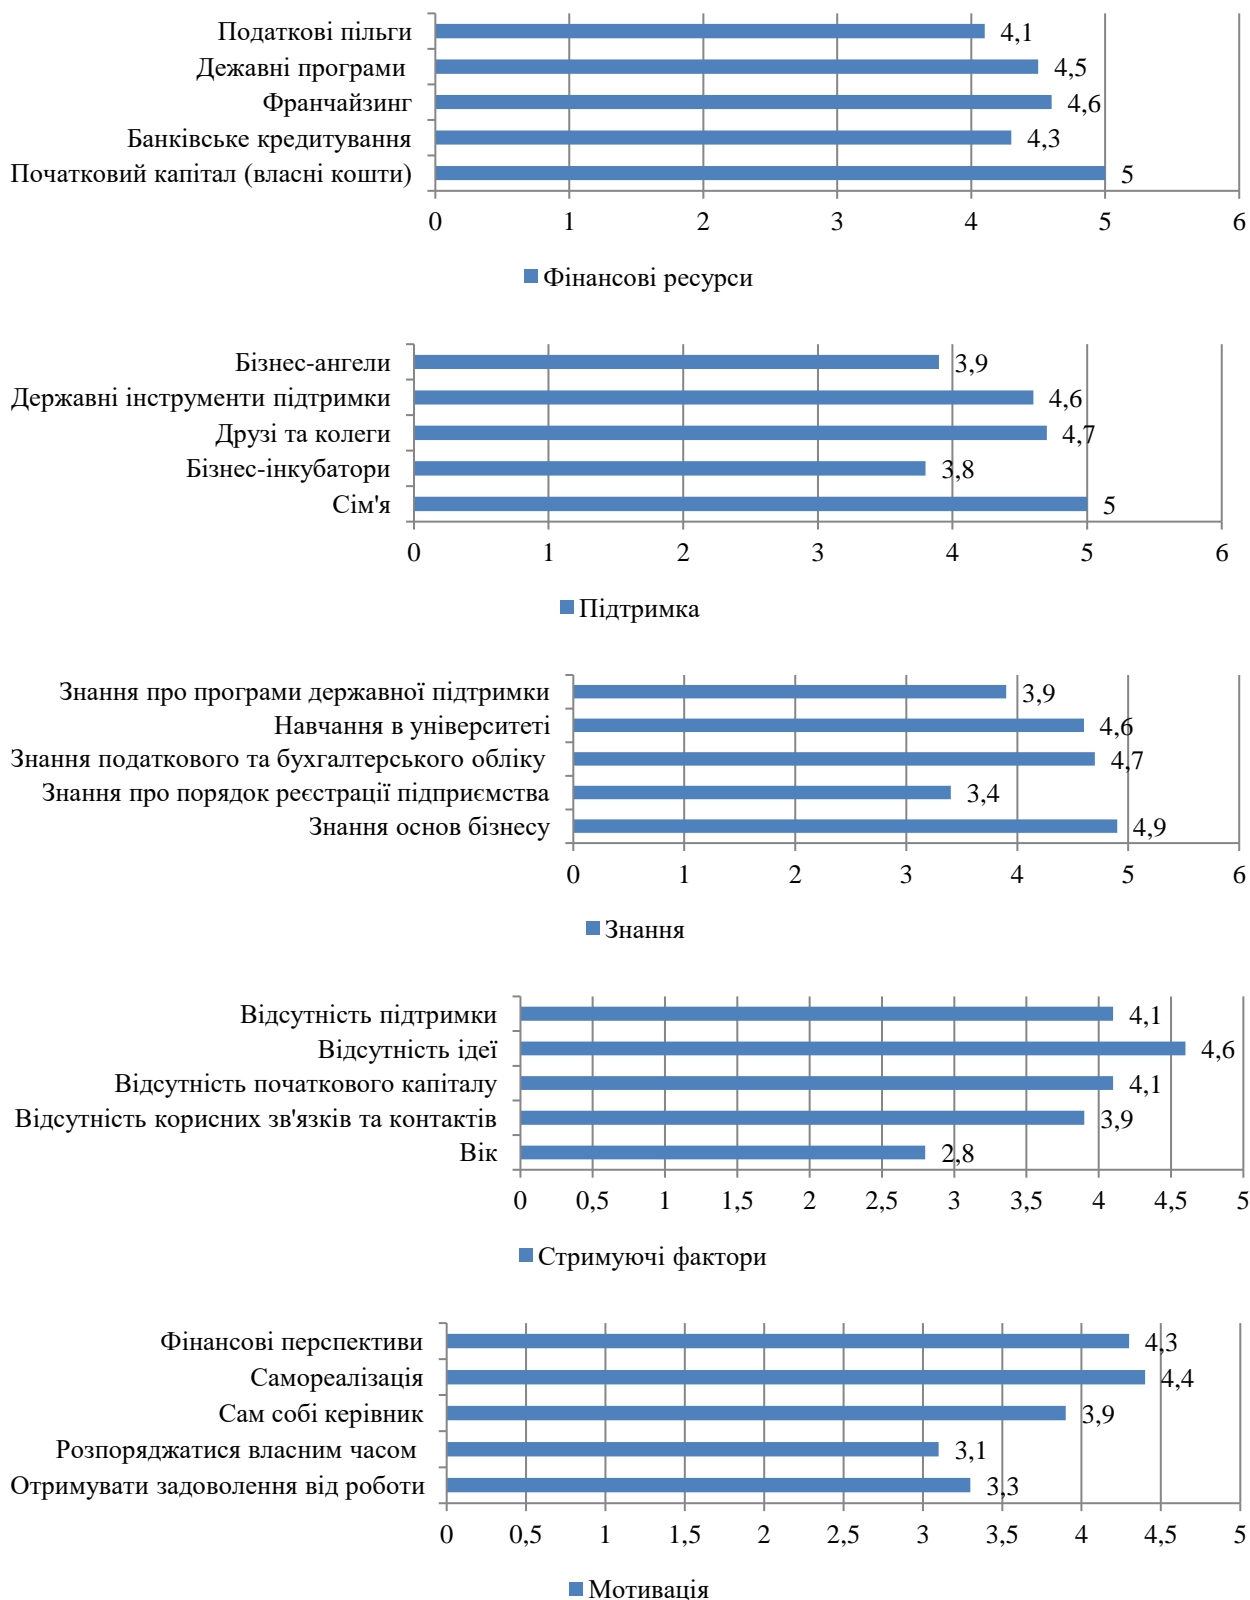 Податкові пільги 4,1
Дежавні програми 4,5
Франчайзинг 4,6
Банківське кредитування 4,3
Початковий капітал (власні кошти) 5
0 1 2 3 4 5 6
Фінансові ресурси
Бізнес-ангели 3,9
Державні інструменти підтримки 4,6
Друзі та колеги 4,7
Бізнес-інкубатори 3,8
Сім'я 5
0 1 2 3 4 5 6
Підтримка
Знання про програми державної підтримки 3,9
Навчання в університеті 4,6
Знання податкового та бухгалтерського обліку 4,7
Знання про порядок реєстрації підприємства 3,4
Знання основ бізнесу 4,9
0 1 2 3 4 5 6
Знання
Відсутність підтримки 4,1
Відсутність ідеї 4,6
Відсутність початкового капіталу 4,1
Відсутність корисних зв'язків та контактів 3,9
Вік 2,8
0 0,5 1 1,5 2 2,5 3 3,5 4 4,5 5
Стримуючі фактори
Фінансові перспективи 4,3
Самореалізація 4,4
Сам собі керівник 3,9
Розпоряджатися власним часом 3,1
Отримувати задоволення від роботи 3,3
0 0,5 1 1,5 2 2,5 3 3,5 4 4,5 5
Мотивація